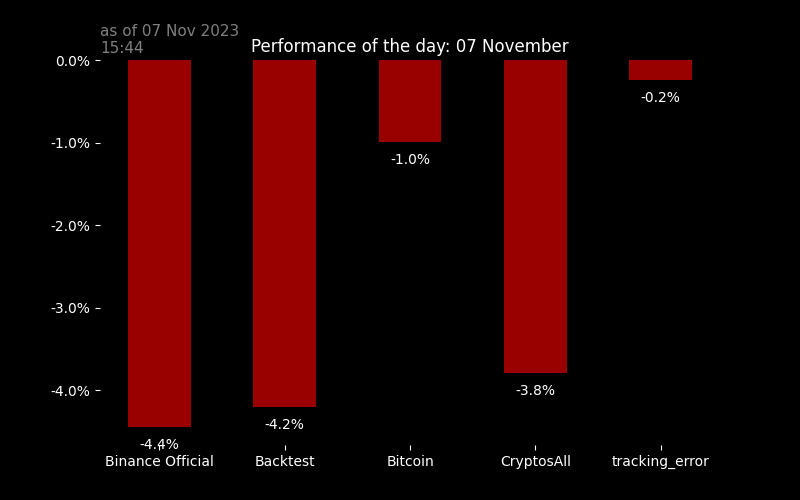 as of 07 Nov 2023
15:44
Performance of the day: 07 November
0.0%
-1.0%
-2.0%
-3.0%
-4.0%
-4.4%
-4.2%
-1.0%
-3.8%
-0.2%
Binance Official
Backtest
Bitcoin
CryptosAll
tracking_error